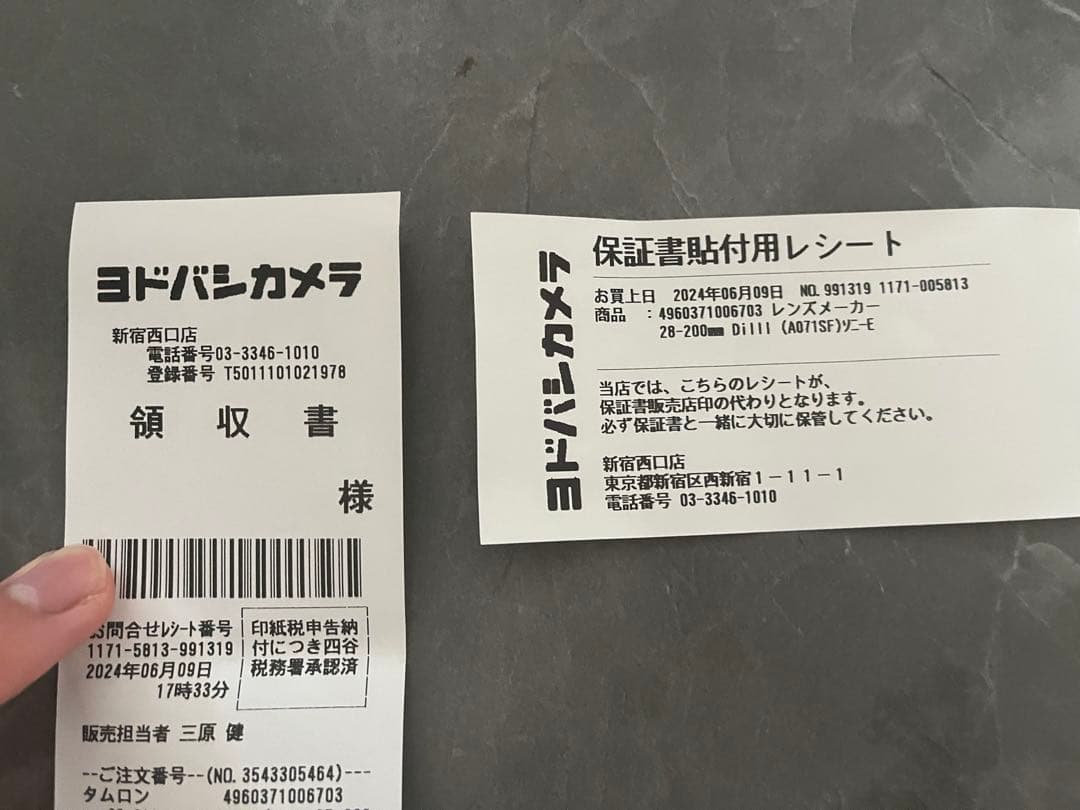 ヨドバシカメラ
新宿西口店
電話番号03-3346-1010
登録番号 T5011101021978
領 収 書
様
お問合せレシート番号
1171-5813-991319
2024年06月09日
17時33分
印紙税申告納
付につき四谷
税務署承認済
販売担当者 三原 健
--ご注文番号--(NO. 3543305464)---
タムロン 4960371006703
ヨドバシカメラ
保証書貼付用レシート
お買上日 2024年06月09日 NO.991319 1171-005813
商品 :4960371006703 レンズメーカー
28-200mm DiIII (A071SF)ソニーE
当店では、こちらのレシートが、
保証書販売店印の代わりとなります。
必ず保証書と一緒に大切に保管してください。
新宿西口店
東京都新宿区西新宿1-11-1
電話番号 03-3346-1010